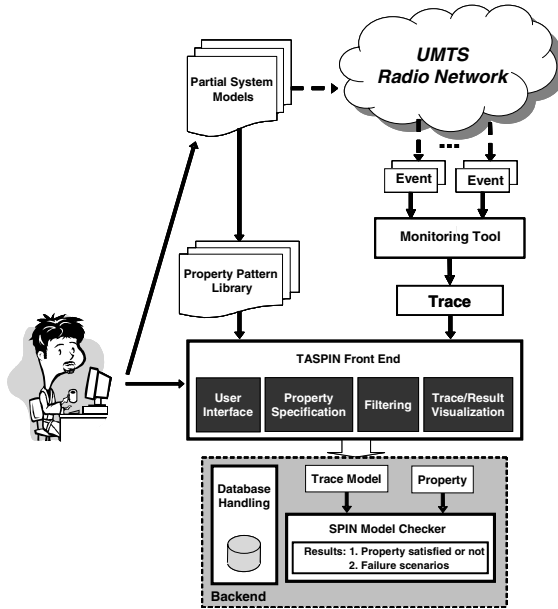 UMTS
Radio Network
Partial System
Models
...
Event
Event
Monitoring Tool
Property Pattern
Library
Trace
TASPIN Front End
User
Interface
Property
Specification
Filtering
Trace/Result
Visualization
Database
Handling
Trace Model
Property
SPIN Model Checker
Results: 1. Property satisfied or not
2. Failure scenarios
Backend